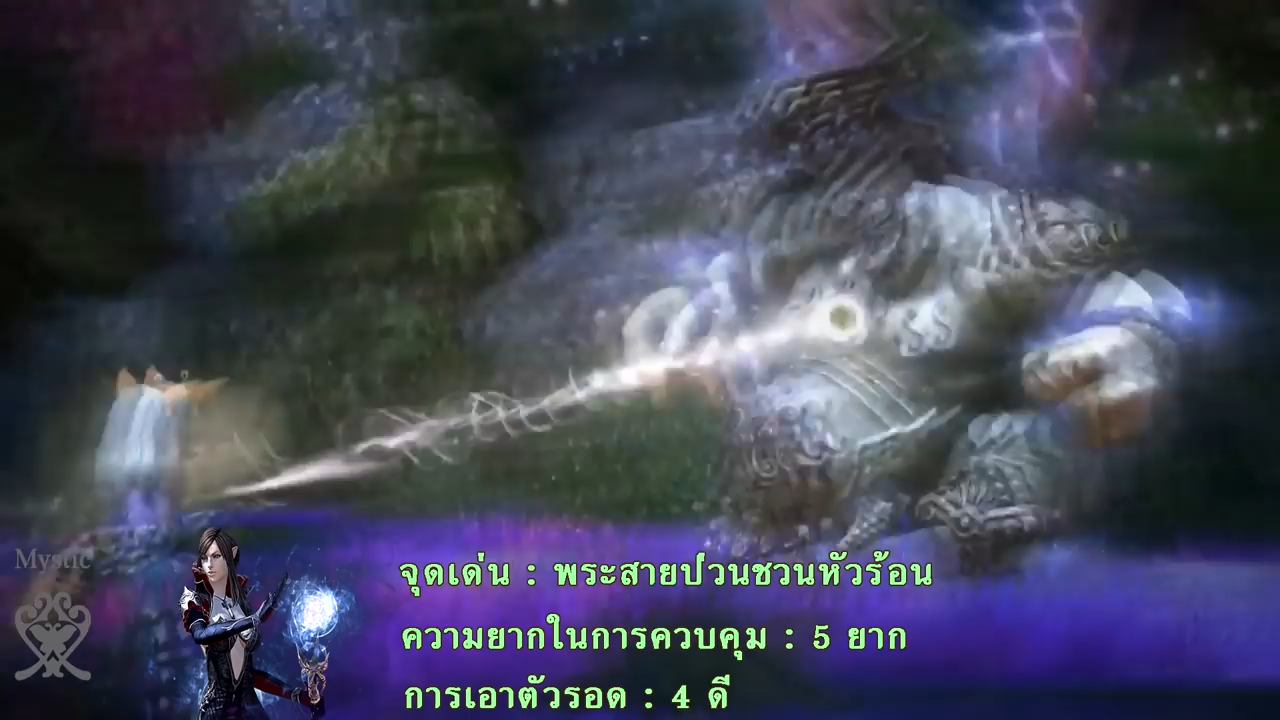 Mystic
จุดเด่น : พระสายป่วนชวนหัวร้อน
ความยากในการควบคุม : 5 ยาก
การเอาตัวรอด : 4 ดี